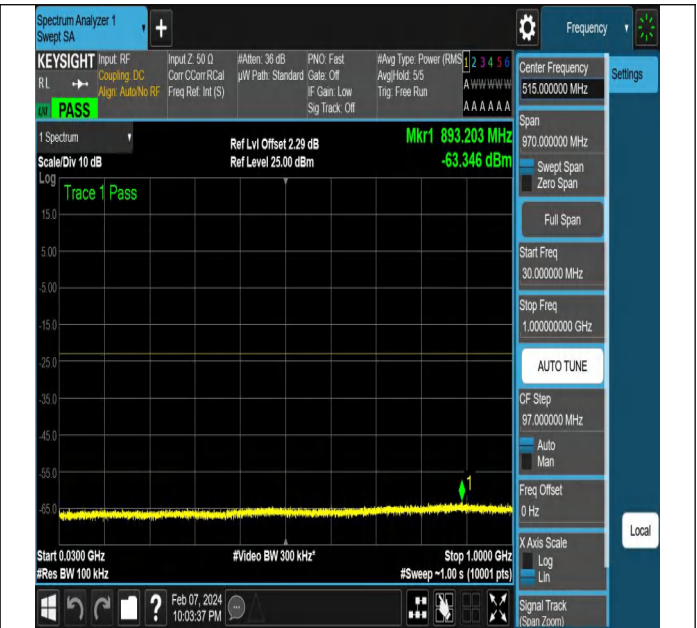 Spectrum Analyzer 1
Swept SA
+
Frequency
KEYSIGHT
RL
PASS
Input: RF
Coupling: DC
Align: Auto/No RF
Input Z: 50 Ω
Corr CCorr RCal
Freq Ref: Int (S)
#Atten: 36 dB
µW Path: Standard
PNO: Fast
Gate: Off
IF Gain: Low
Sig Track: Off
#Avg Type: Power (RMS
Avg|Hold: 5/5
Trig: Free Run
1 2 3 4 5 6
A W W W W W
A A A A A A
Center Frequency
515.000000 MHz
Settings
1 Spectrum
Ref Lvl Offset 2.29 dB
Mkr1 893.203 MHz
Scale/Div 10 dB
Ref Level 25.00 dBm
-63.346 dBm
Log
Trace 1 Pass
15.0
5.00
-5.00
-15.0
-25.0
-35.0
-45.0
-55.0
-65.0
1
Start 0.0300 GHz
#Video BW 300 kHz*
Stop 1.0000 GHz
#Res BW 100 kHz
#Sweep ~1.00 s (10001 pts)
Span
970.000000 MHz
Swept Span
Zero Span
Full Span
Start Freq
30.000000 MHz
Stop Freq
1.000000000 GHz
AUTO TUNE
CF Step
97.000000 MHz
Auto
Man
Freq Offset
0 Hz
X Axis Scale
Log
Lin
Signal Track
(Span Zoom)
Local
?
Feb 07, 2024
10:03:37 PM